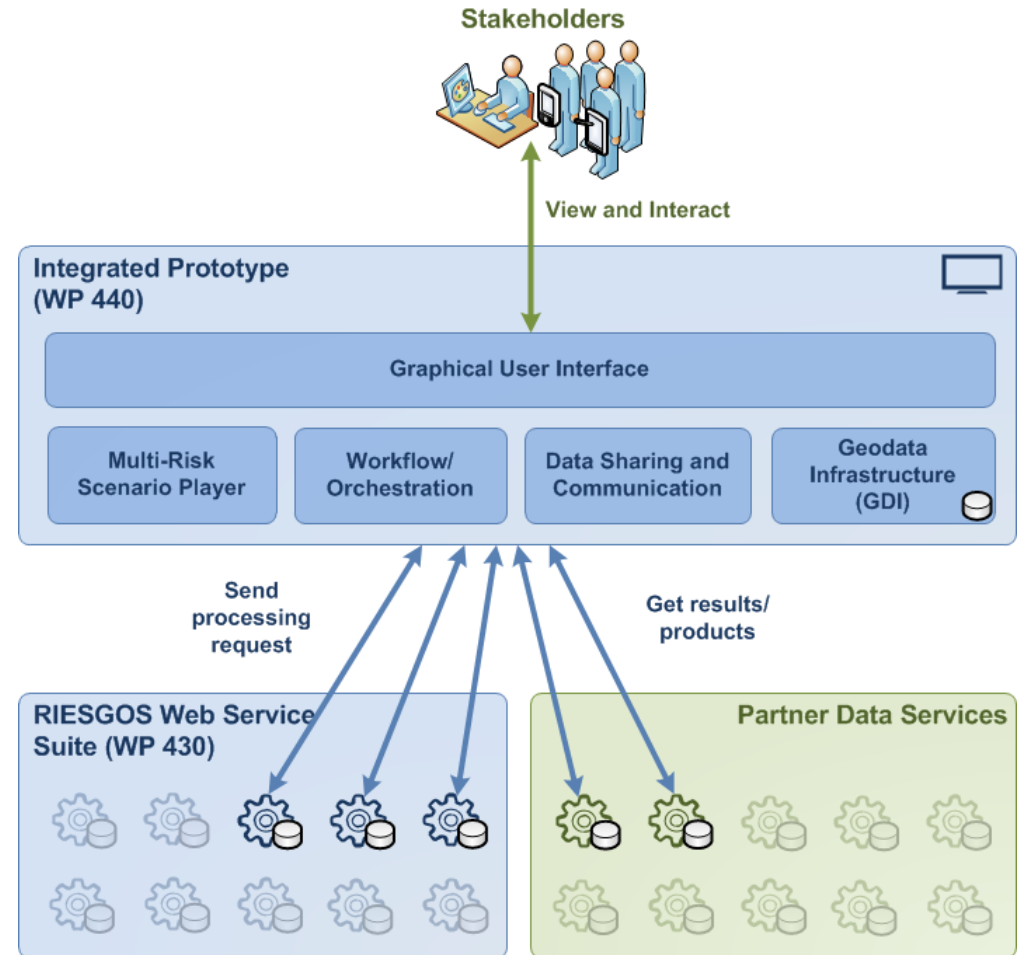 Stakeholders
View and Interact
Integrated Prototype
(WP 440)
Graphical User Interface
Multi-Risk
Scenario Player
Workflow/
Orchestration
Data Sharing and
Communication
Geodata
Infrastructure
(GDI)
Send
processing
request
Get results/
products
RIESGOS Web Service
Suite (WP 430)
Partner Data Services